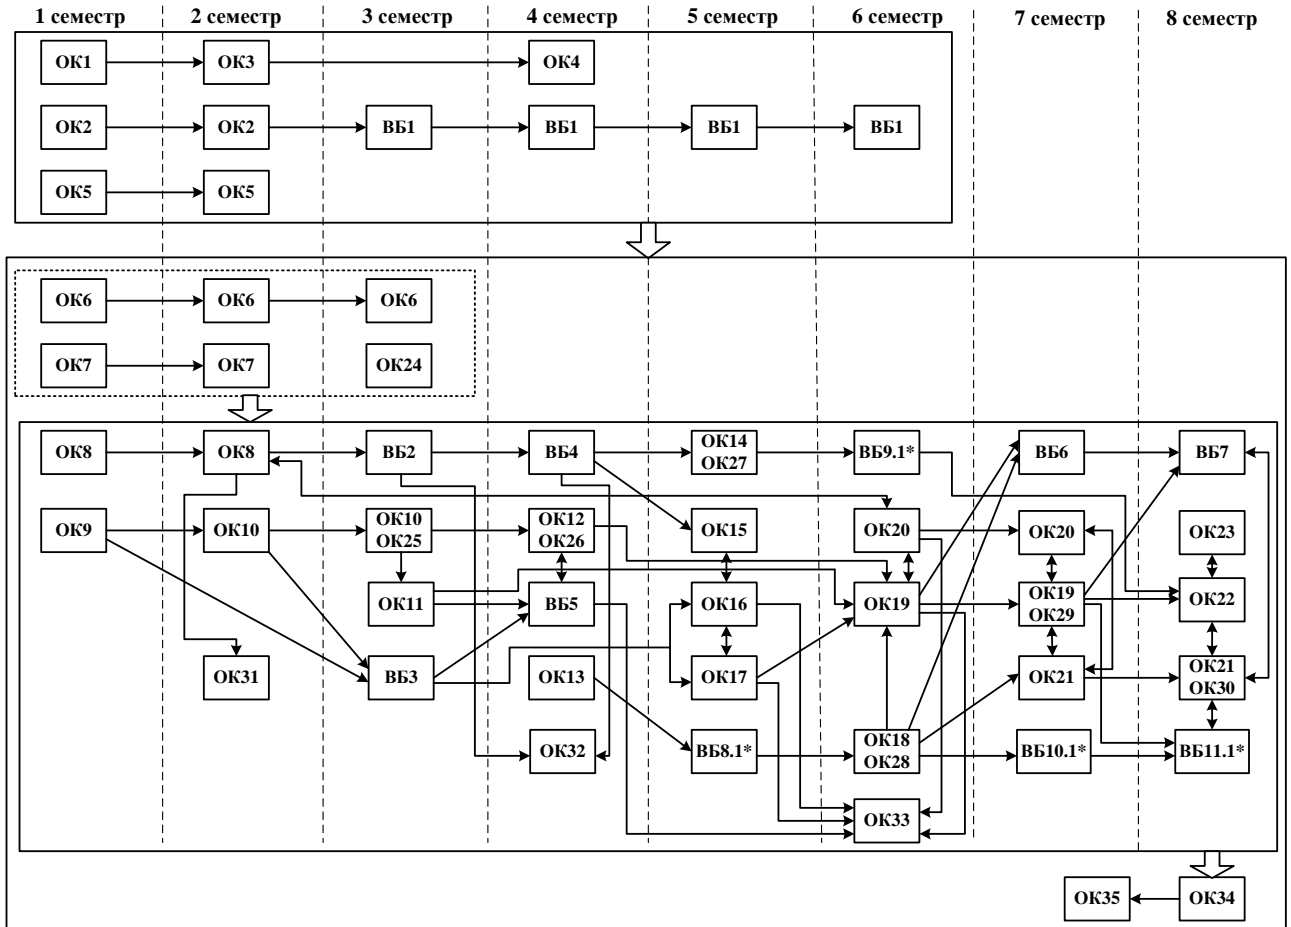 1 семестр 2 семестр 3 семестр 4 семестр 5 семестр 6 семестр 7 семестр 8 семестр
ОК1 ОК3 ОК4
ОК2 ОК2 ВБ1 ВБ1 ВБ1 ВБ1
ОК5 ОК5
ОК6 ОК6 ОК6
ОК7 ОК7 ОК24
ОК8 ОК8 ВБ2 ВБ4 ОК14 ОК27 ВБ9.1* ВБ6 ВБ7
ОК9 ОК10 ОК10 ОК25 ОК12 ОК26 ОК15 ОК20 ОК20 ОК23
ОК11 ВБ5 ОК16 ОК19 ОК19 ОК29 ОК22
ОК31 ВБ3 ОК13 ОК17 ОК21 ОК21 ОК30
ОК32 ВБ8.1* ОК18 ОК28 ВБ10.1* ВБ11.1*
ОК33
ОК35 ОК34